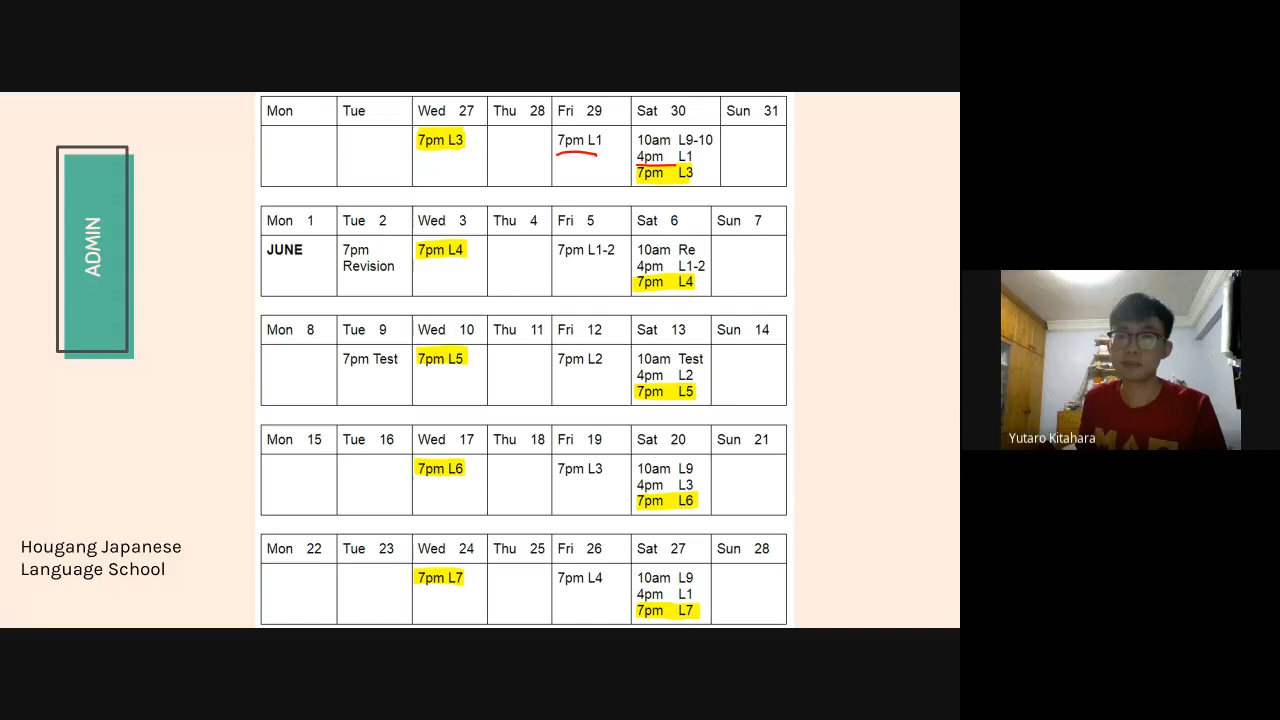 ADMIN
Hougang Japanese
Language School
Mon Tue Wed 27 Thu 28 Fri 29 Sat 30 Sun 31
7pm L3 7pm L1 10am L9-10
4pm L1
7pm L3
Mon 1 Tue 2 Wed 3 Thu 4 Fri 5 Sat 6 Sun 7
JUNE 7pm 7pm L4 7pm L1-2 10am Re
Revision 4pm L1-2
7pm L4
Mon 8 Tue 9 Wed 10 Thu 11 Fri 12 Sat 13 Sun 14
7pm Test 7pm L5 7pm L2 10am Test
4pm L2
7pm L5
Mon 15 Tue 16 Wed 17 Thu 18 Fri 19 Sat 20 Sun 21
7pm L6 7pm L3 10am L9
4pm L3
7pm L6
Mon 22 Tue 23 Wed 24 Thu 25 Fri 26 Sat 27 Sun 28
7pm L7 7pm L4 10am L9
4pm L1
7pm L7
Yutaro Kitahara